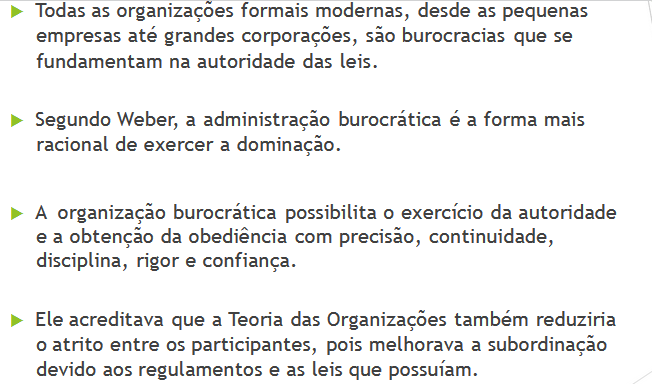 Todas as organizações formais modernas, desde as pequenas
empresas até grandes corporações, são burocracias que se
fundamentam na autoridade das leis.
Segundo Weber, a administração burocrática é a forma mais
racional de exercer a dominação.
A organização burocrática possibilita o exercício da autoridade
e a obtenção da obediência com precisão, continuidade,
disciplina, rigor e confiança.
Ele acreditava que a Teoria das Organizações também reduziria
o atrito entre os participantes, pois melhorava a subordinação
devido aos regulamentos e as leis que possuíam.